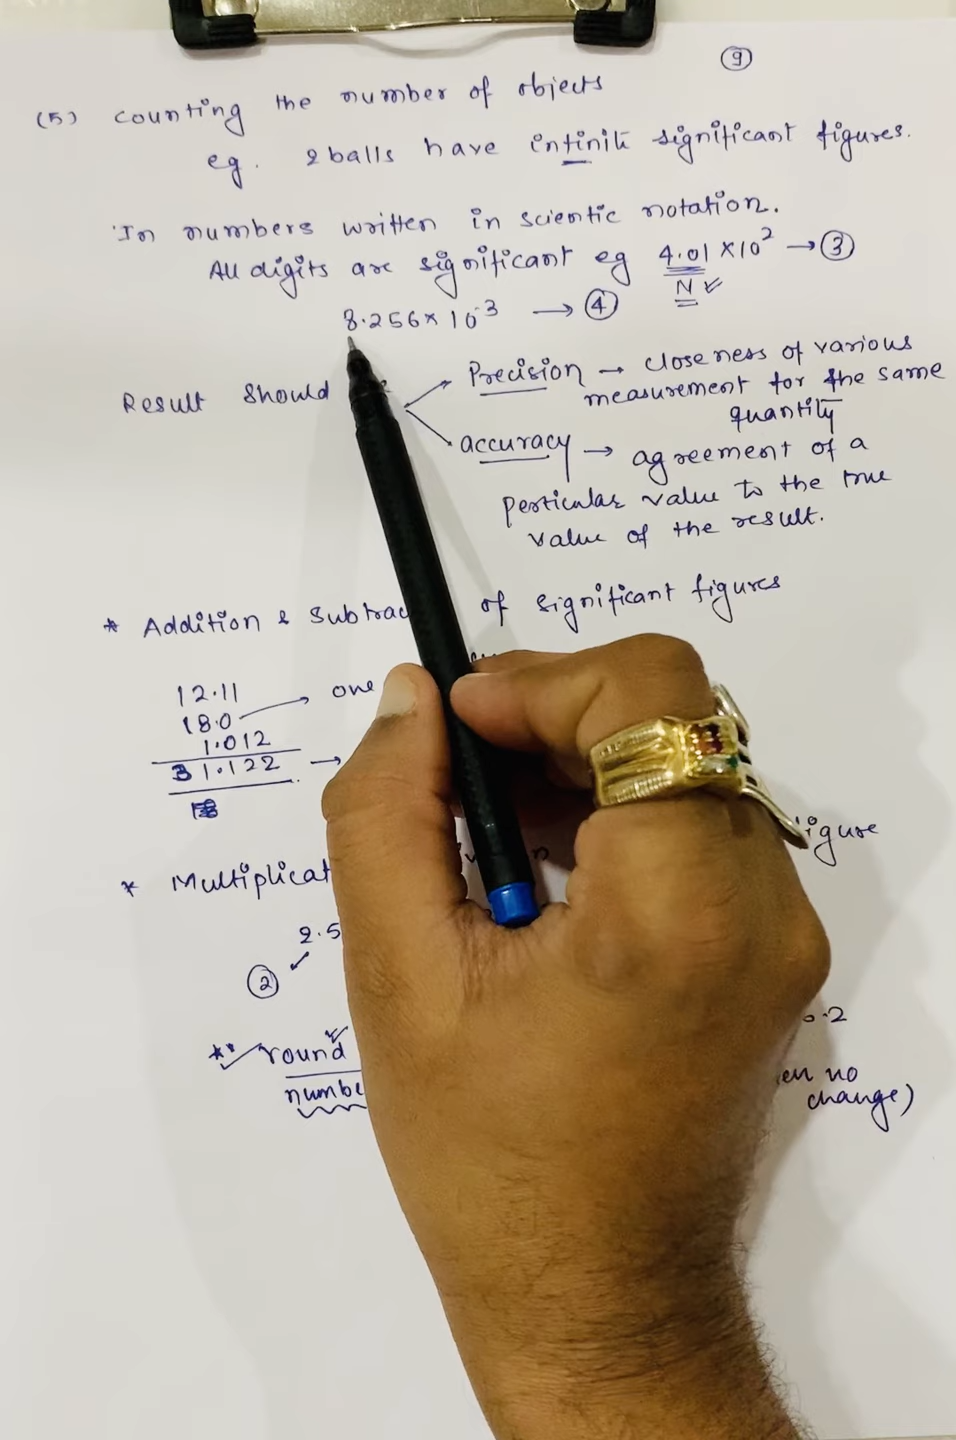 9
(5) counting the number of objects
eg. 2 balls have infinite significant figures.
In numbers written in scientic notation.
All digits are significant eg 4.01 × 10² → 3
N ✓
8.256 × 10⁻³ → 4
Result should
Precision → closeness of various
measurement for the same
quantity
accuracy → agreement of a
perticular value to the true
value of the result.
* Addition & Subtrac of significant figures
12.11
18.0 → one
1.012
31.122 →
* Multiplicat igure
2.5
2
0.2
** round
numbe
en no
change)